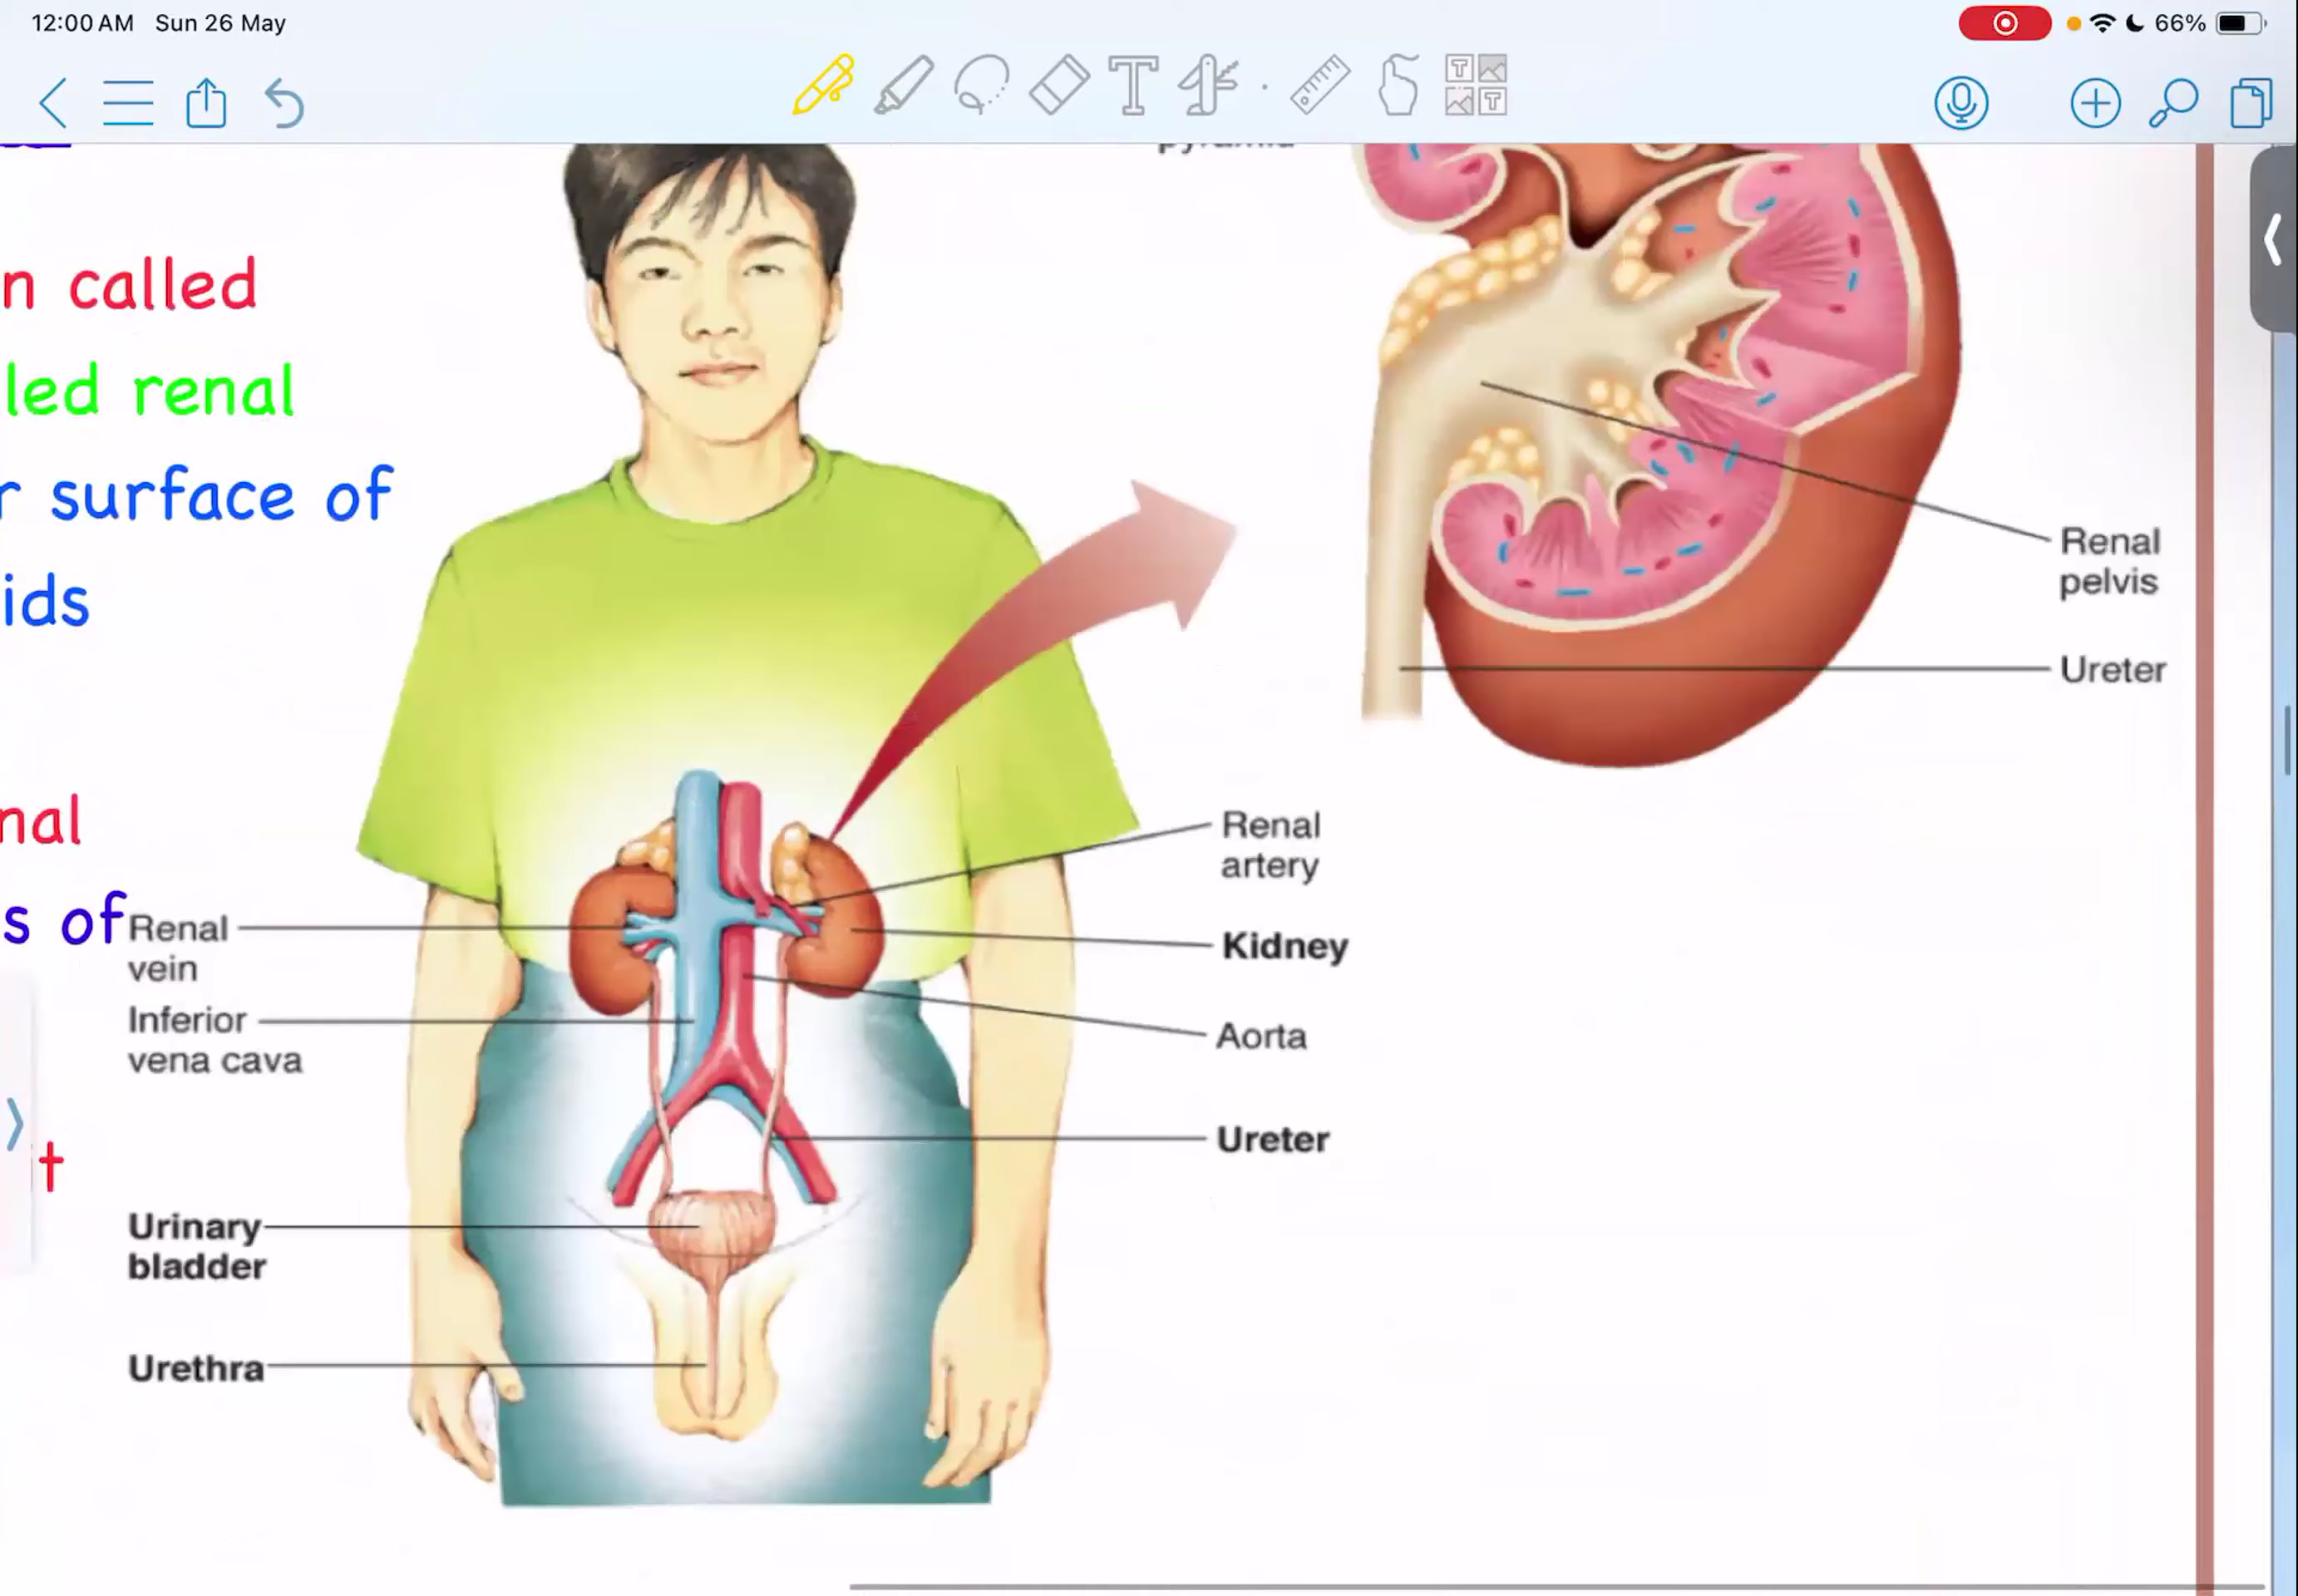 12:00 AM Sun 26 May
66%
pyramid
n called
led renal
r surface of
ids
nal
s of
t
Renal
pelvis
Ureter
Renal
artery
Kidney
Aorta
Ureter
Renal
vein
Inferior
vena cava
Urinary
bladder
Urethra